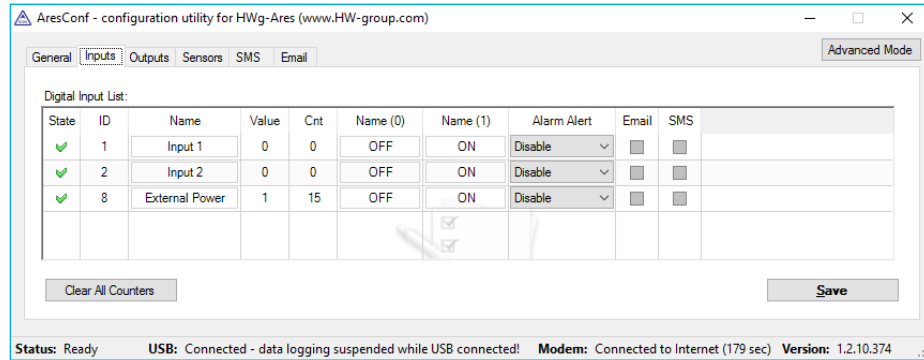 AresConf - configuration utility for HWg-Ares (www.HW-group.com)
General Inputs Outputs Sensors SMS Email Advanced Mode
Digital Input List:
State ID Name Value Cnt Name (0) Name (1) Alarm Alert Email SMS
1 Input 1 0 0 OFF ON Disable
2 Input 2 0 0 OFF ON Disable
8 External Power 1 15 OFF ON Disable
Clear All Counters Save
Status: Ready USB: Connected - data logging suspended while USB connected! Modem: Connected to Internet (179 sec) Version: 1.2.10.374